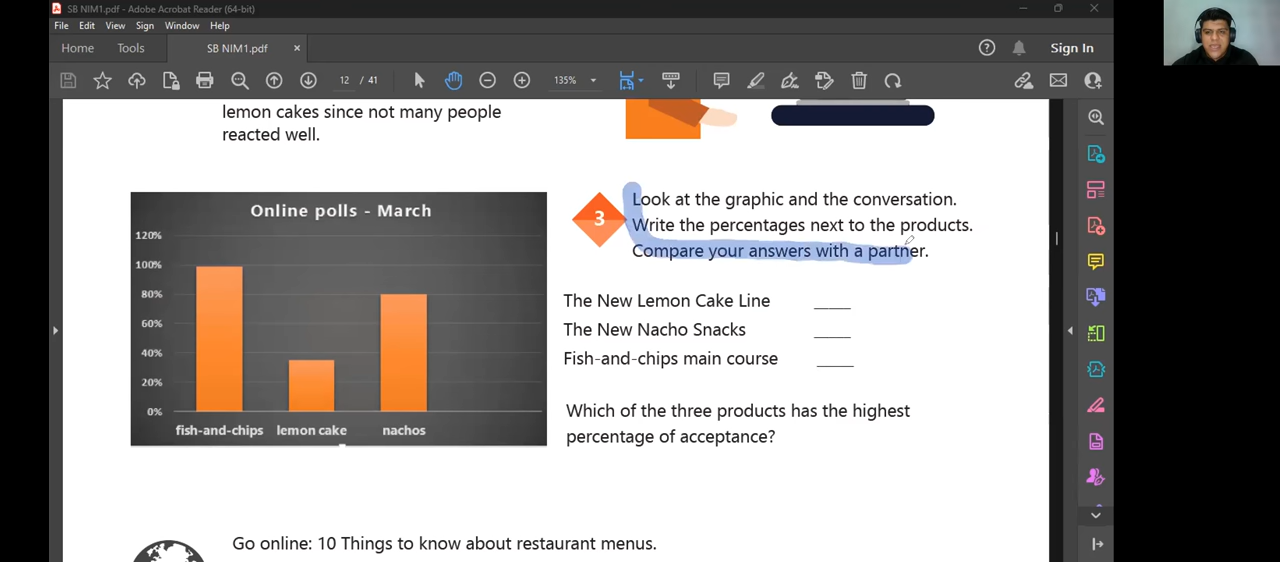 SB NIM1.pdf - Adobe Acrobat Reader (64-bit)
File Edit View Sign Window Help
Home Tools SB NIM1.pdf × Sign In
12 / 41 135%
lemon cakes since not many people
reacted well.
Online polls - March
120%
100%
80%
60%
40%
20%
0%
fish-and-chips lemon cake nachos
3
Look at the graphic and the conversation.
Write the percentages next to the products.
Compare your answers with a partner.
The New Lemon Cake Line ____
The New Nacho Snacks ____
Fish-and-chips main course ____
Which of the three products has the highest
percentage of acceptance?
Go online: 10 Things to know about restaurant menus.